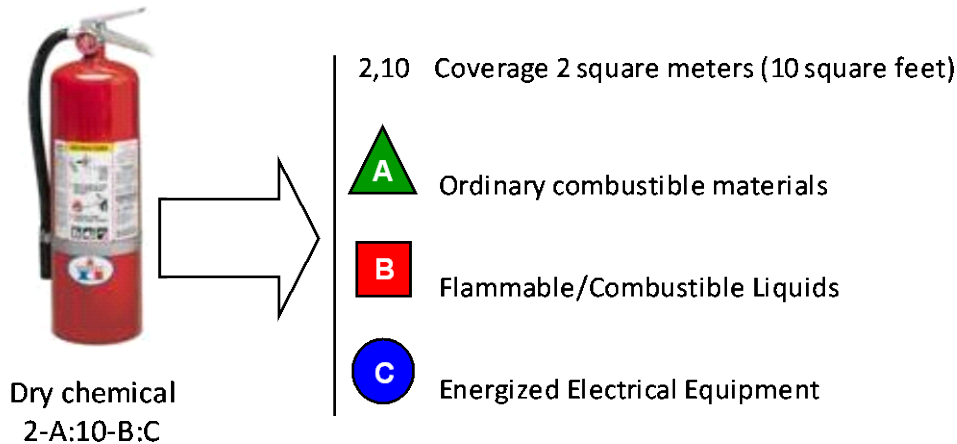 2,10 Coverage 2 square meters (10 square feet)
A Ordinary combustible materials
B Flammable/Combustible Liquids
C Energized Electrical Equipment
Dry chemical
2-A:10-B:C